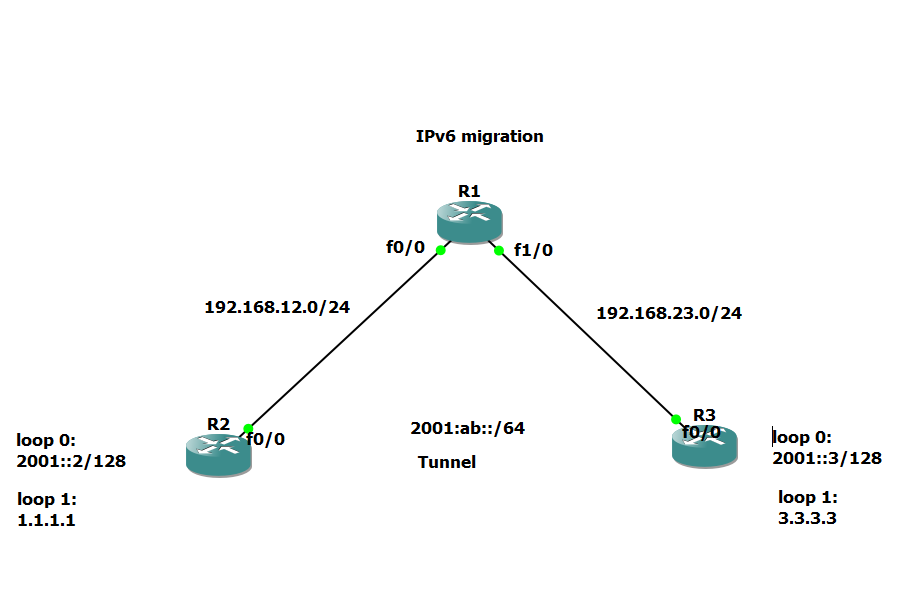 IPv6 migration
R1
f0/0
f1/0
192.168.12.0/24
192.168.23.0/24
R2
f0/0
2001:ab::/64
Tunnel
R3
f0/0
loop 0:
2001::2/128
loop 1:
1.1.1.1
loop 0:
2001::3/128
loop 1:
3.3.3.3